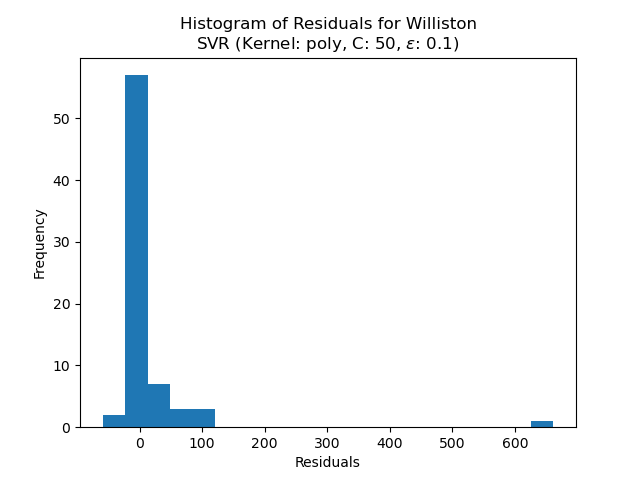 Histogram of Residuals for Williston
SVR (Kernel: poly, C: 50, ε: 0.1)
50
40
30
20
10
0
Frequency
0 100 200 300 400 500 600
Residuals